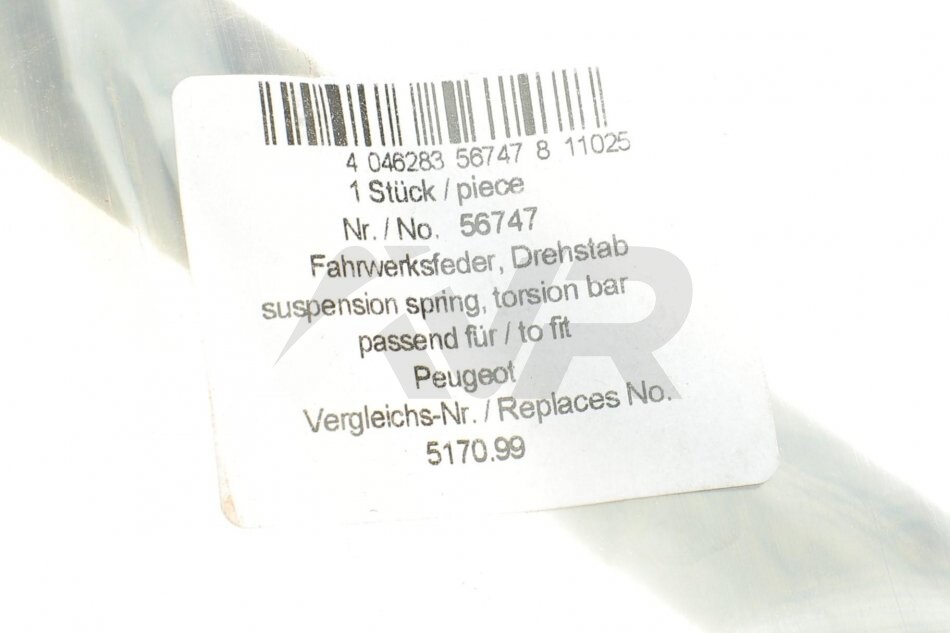 4 046283 56747 8 11025
1 Stück / piece
Nr. / No. 56747
Fahrwerksfeder, Drehstab
suspension spring, torsion bar
passend für / to fit
Peugeot
Vergleichs-Nr. / Replaces No.
5170.99
VR